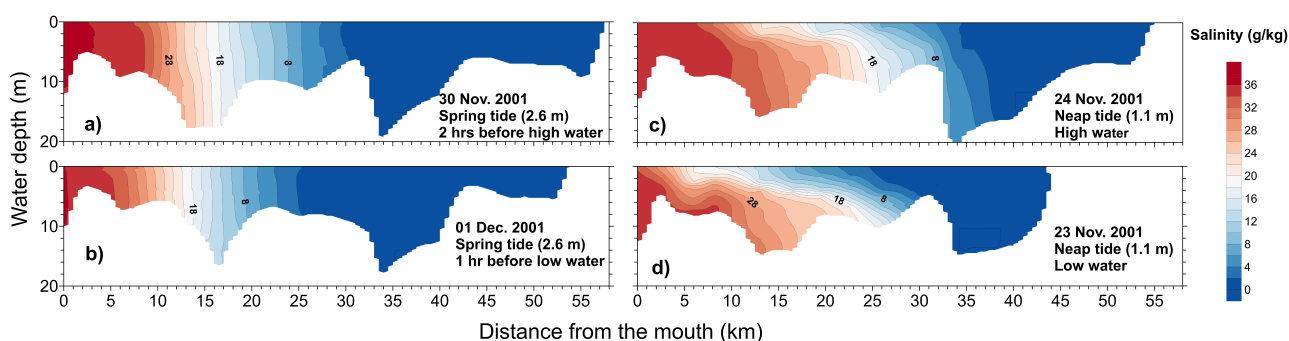 Water depth (m)
0
10
20
28
18
8
a)
30 Nov. 2001
Spring tide (2.6 m)
2 hrs before high water
0
10
20
18
8
b)
01 Dec. 2001
Spring tide (2.6 m)
1 hr before low water
0 5 10 15 20 25 30 35 40 45 50 55
18
8
c)
24 Nov. 2001
Neap tide (1.1 m)
High water
28
18
8
d)
23 Nov. 2001
Neap tide (1.1 m)
Low water
0 5 10 15 20 25 30 35 40 45 50 55
Distance from the mouth (km)
Salinity (g/kg)
36
32
28
24
20
16
12
8
4
0